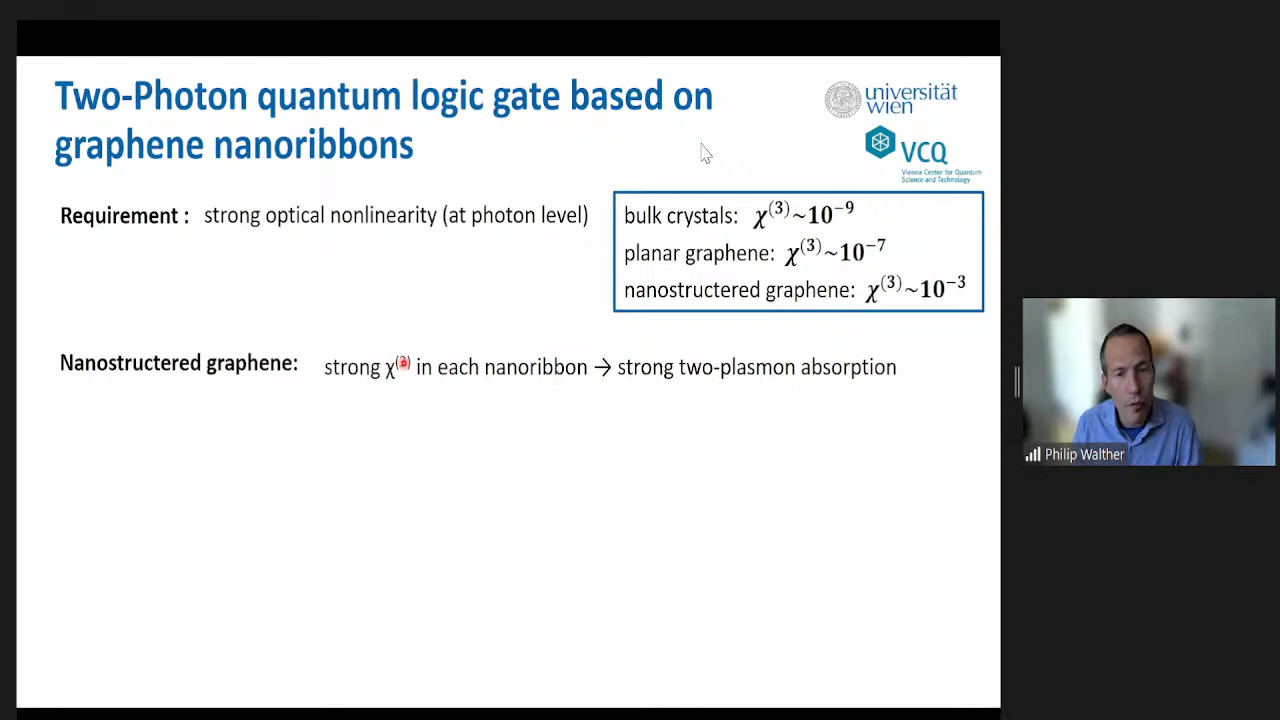 Two-Photon quantum logic gate based on
graphene nanoribbons
universität
wien
VCQ
Vienna Center for Quantum
Science and Technology
Requirement : strong optical nonlinearity (at photon level)
bulk crystals: χ⁽³⁾~10⁻⁹
planar graphene: χ⁽³⁾~10⁻⁷
nanostructered graphene: χ⁽³⁾~10⁻³
Nanostructered graphene: strong χ⁽³⁾ in each nanoribbon → strong two-plasmon absorption
Philip Walther